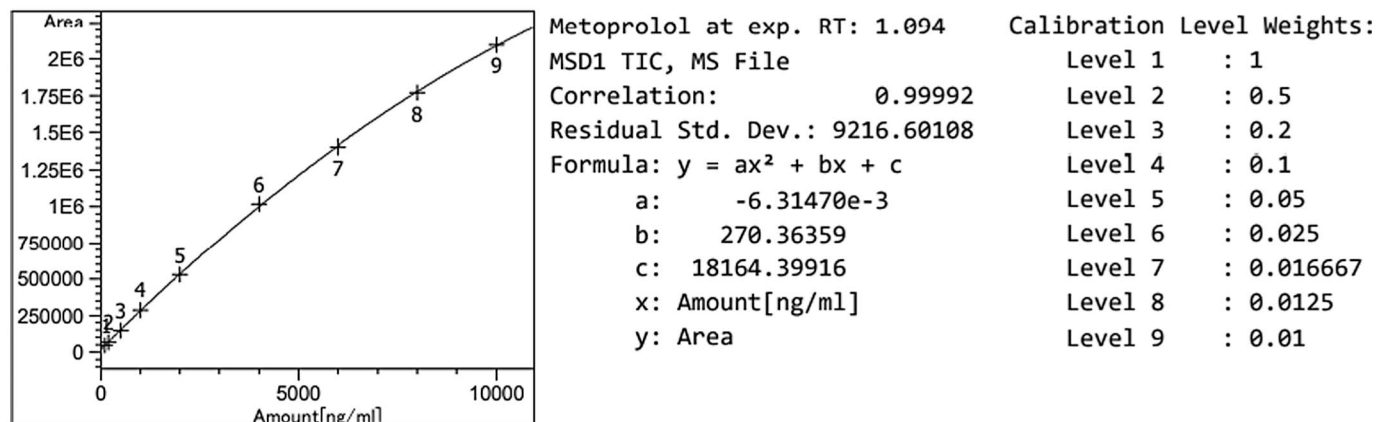 Area
2E6
1.75E6
1.5E6
1.25E6
1E6
750000
500000
250000
0
1
2
3
4
5
6
7
8
9
0 5000 10000
Amount[ng/ml]
Metoprolol at exp. RT: 1.094
MSD1 TIC, MS File
Correlation: 0.99992
Residual Std. Dev.: 9216.60108
Formula: y = ax² + bx + c
a: -6.31470e-3
b: 270.36359
c: 18164.39916
x: Amount[ng/ml]
y: Area
Calibration Level Weights:
Level 1 : 1
Level 2 : 0.5
Level 3 : 0.2
Level 4 : 0.1
Level 5 : 0.05
Level 6 : 0.025
Level 7 : 0.016667
Level 8 : 0.0125
Level 9 : 0.01